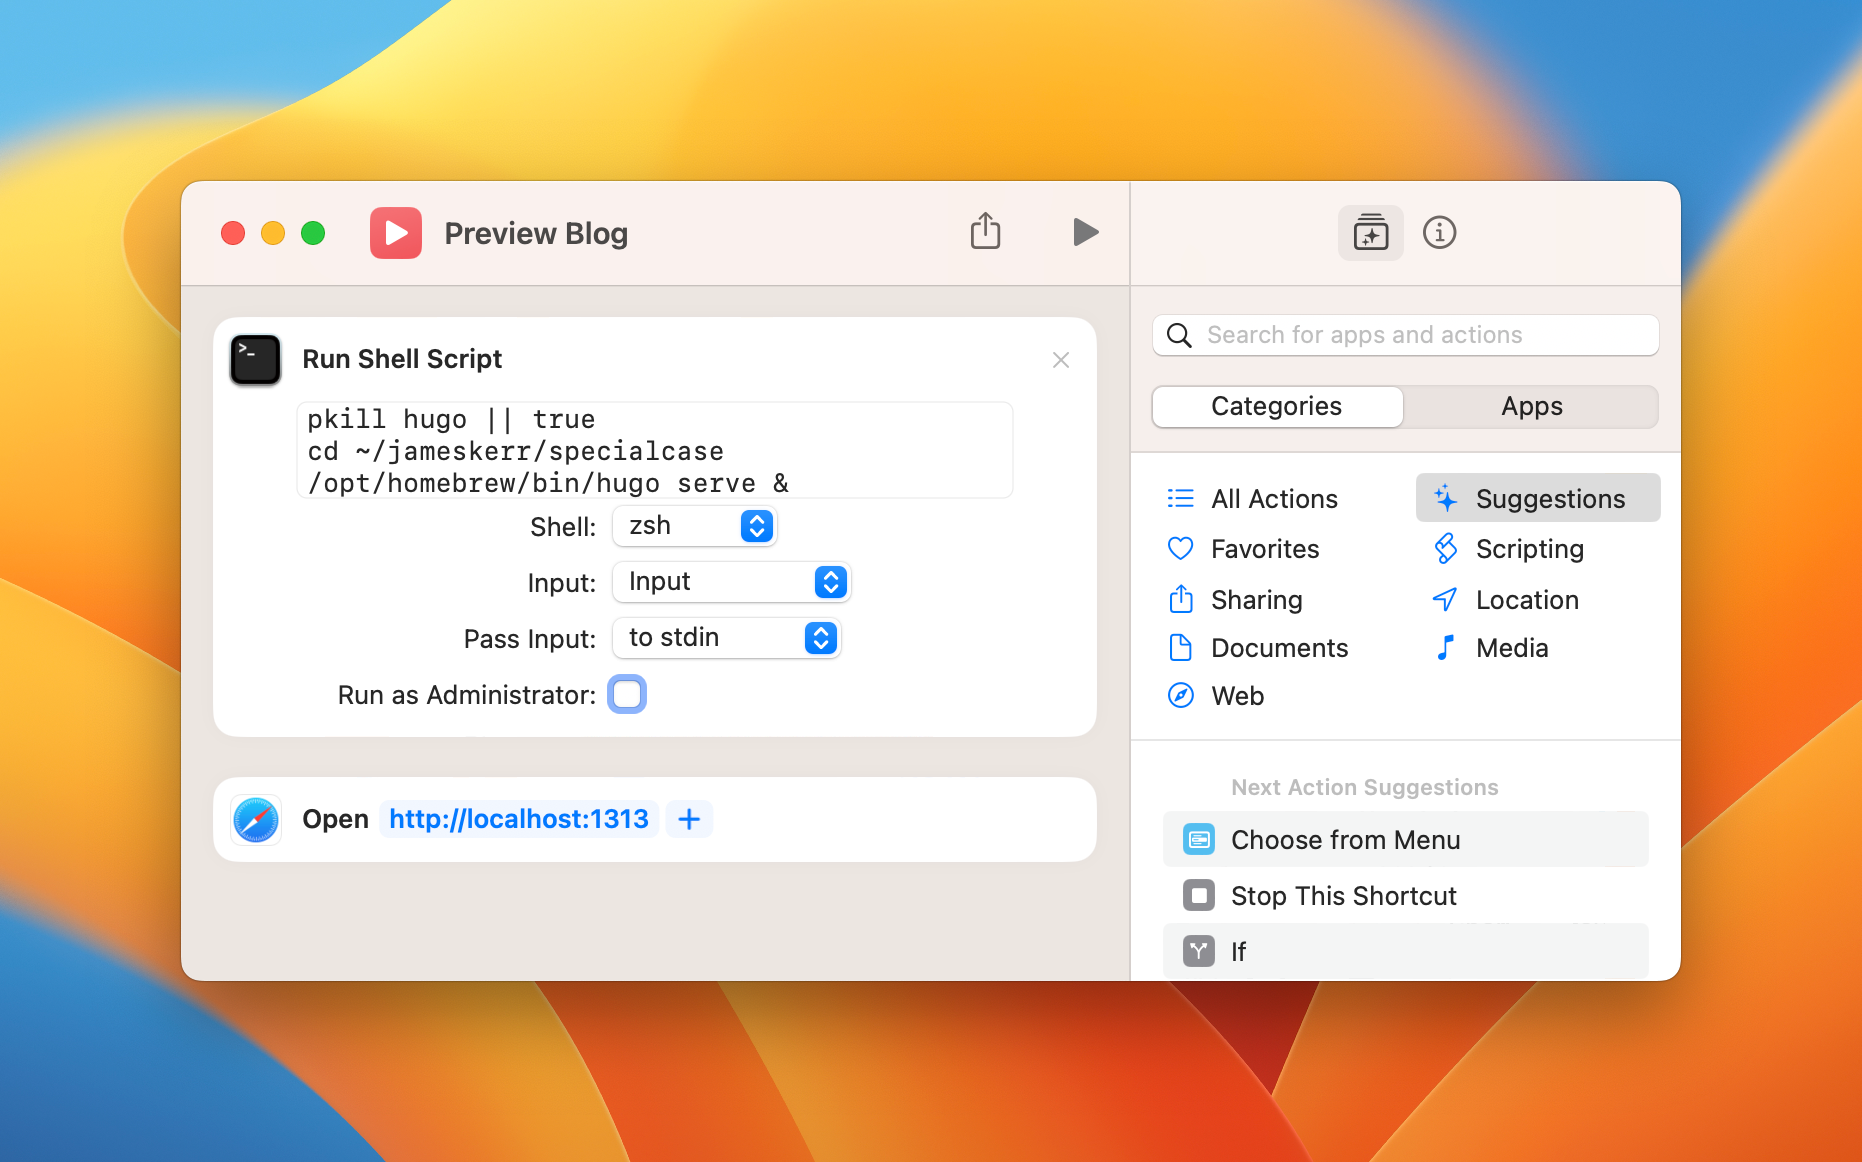 Preview Blog
Run Shell Script
pkill hugo || true
cd ~/jameskerr/specialcase
/opt/homebrew/bin/hugo serve &
Shell: zsh
Input: Input
Pass Input: to stdin
Run as Administrator:
Open http://localhost:1313
Search for apps and actions
Categories Apps
All Actions Suggestions
Favorites Scripting
Sharing Location
Documents Media
Web
Next Action Suggestions
Choose from Menu
Stop This Shortcut
If